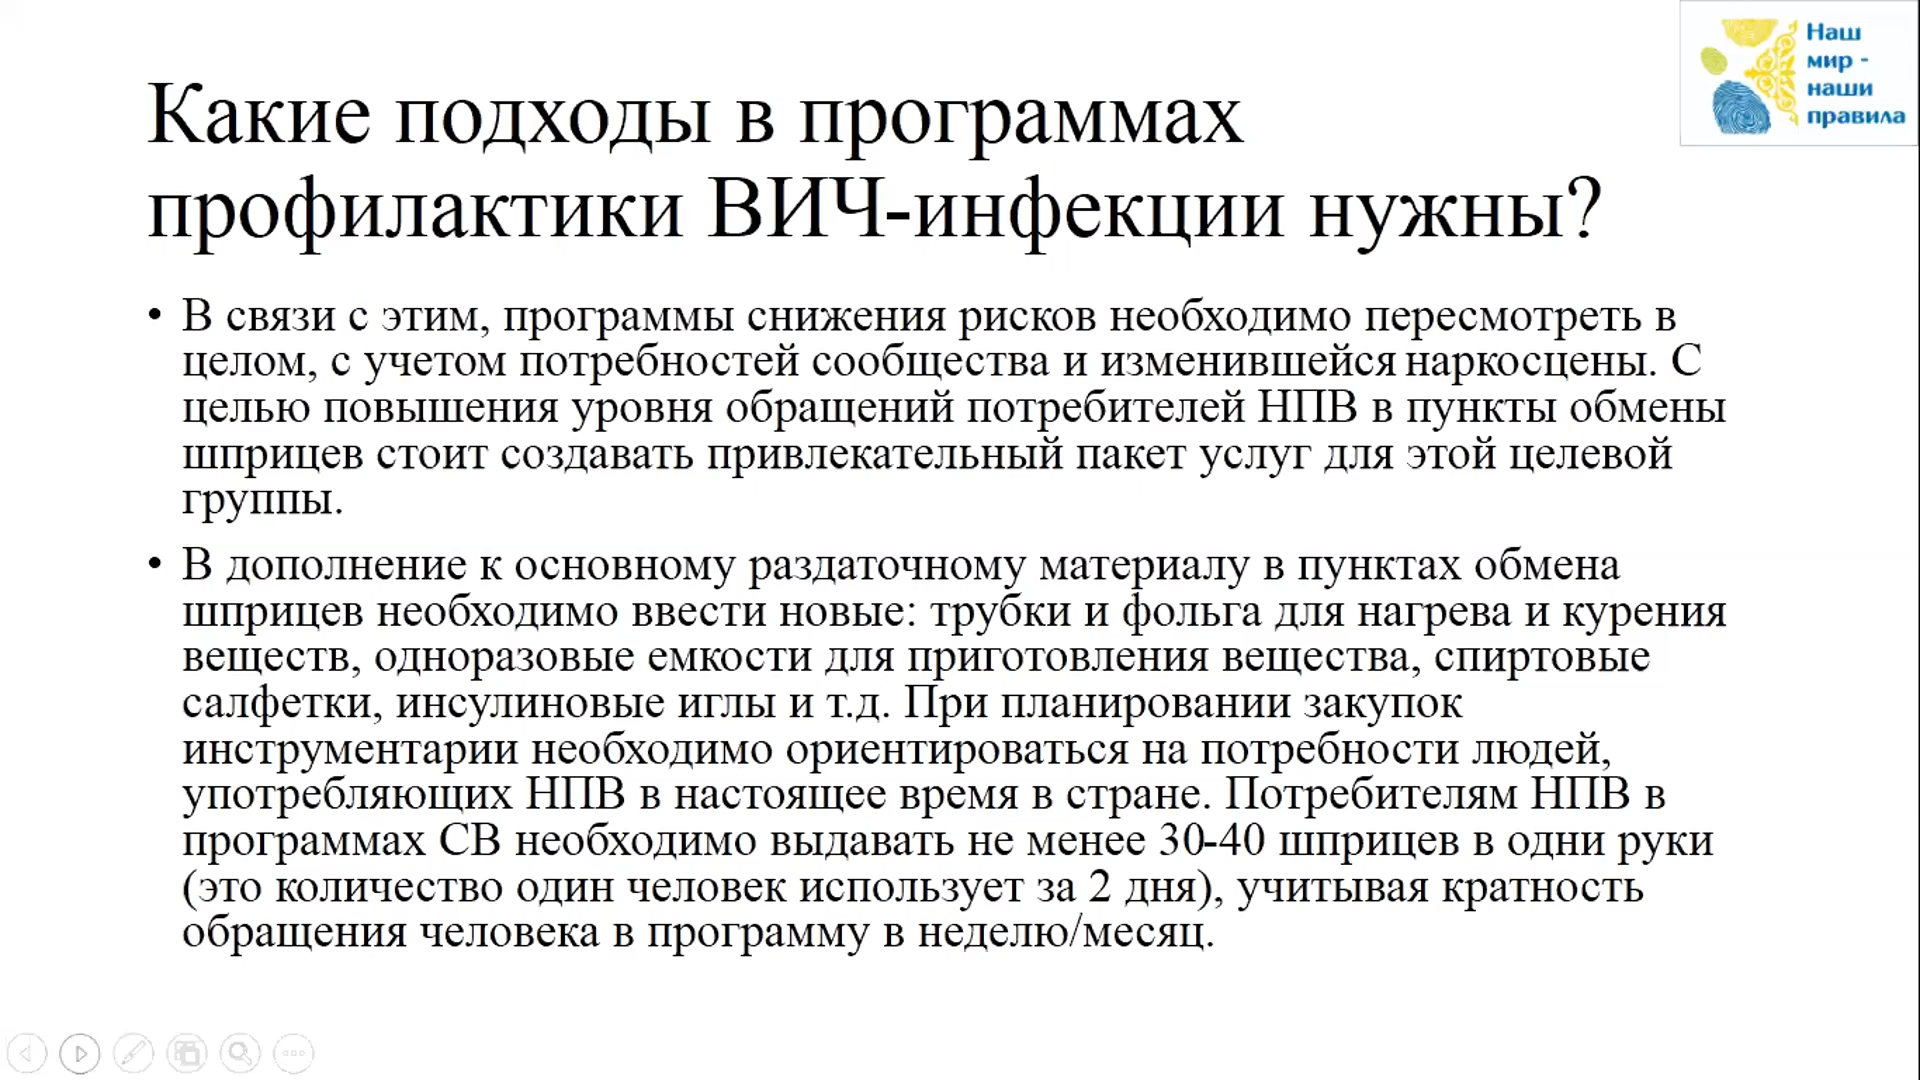 Наш
мир -
наши
правила
Какие подходы в программах
профилактики ВИЧ-инфекции нужны?
• В связи с этим, программы снижения рисков необходимо пересмотреть в
целом, с учетом потребностей сообщества и изменившейся наркосцены. С
целью повышения уровня обращений потребителей НПВ в пункты обмены
шприцев стоит создавать привлекательный пакет услуг для этой целевой
группы.
• В дополнение к основному раздаточному материалу в пунктах обмена
шприцев необходимо ввести новые: трубки и фольга для нагрева и курения
веществ, одноразовые емкости для приготовления вещества, спиртовые
салфетки, инсулиновые иглы и т.д. При планировании закупок
инструментарии необходимо ориентироваться на потребности людей,
употребляющих НПВ в настоящее время в стране. Потребителям НПВ в
программах СВ необходимо выдавать не менее 30-40 шприцев в одни руки
(это количество один человек использует за 2 дня), учитывая кратность
обращения человека в программу в неделю/месяц.